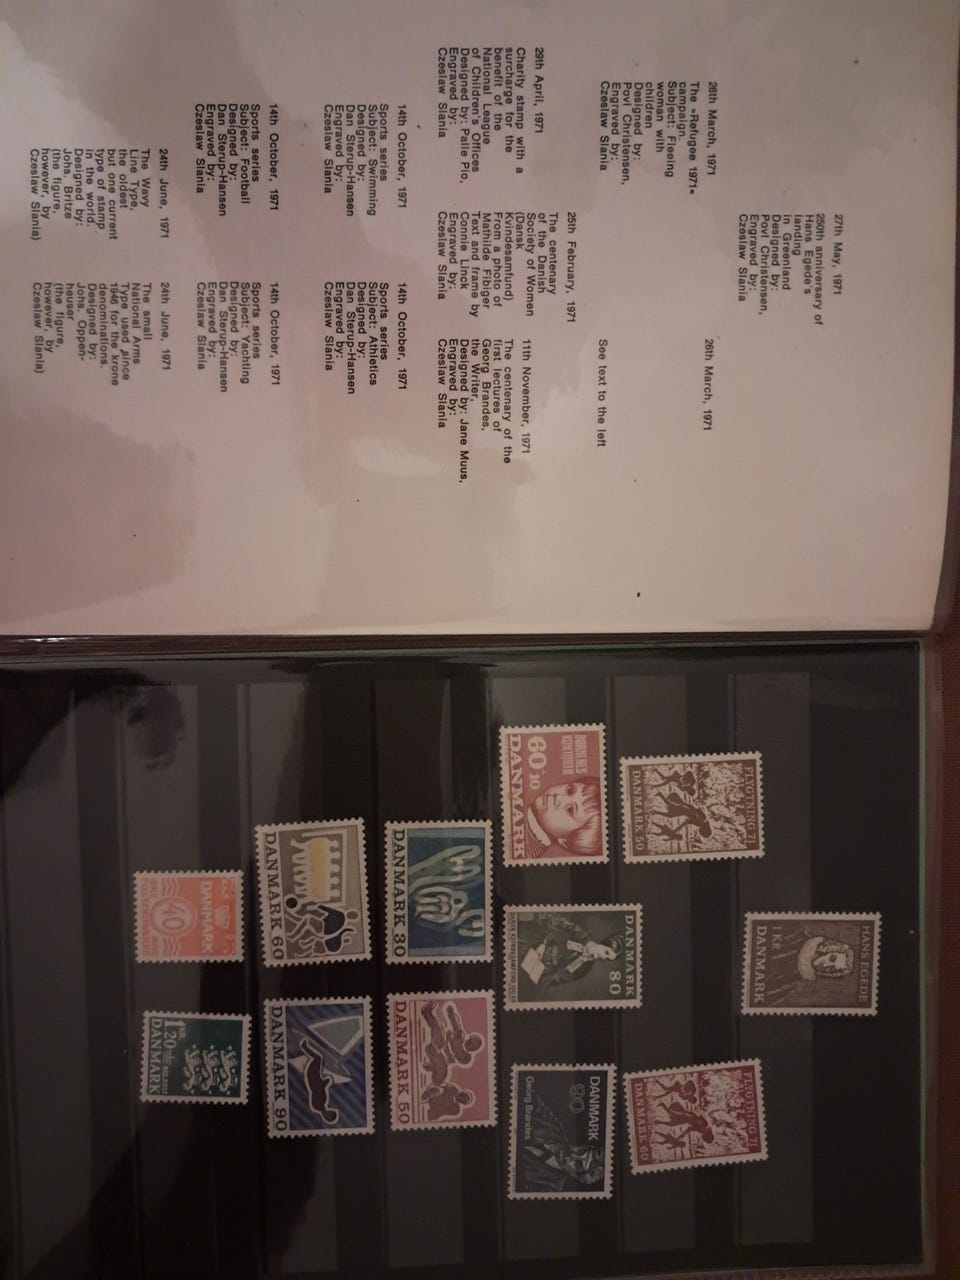 27th May, 1971
250th anniversary of
Hans Egede's
landing
in Greenland
Designed by:
Povl Christensen,
Engraved by:
Czeslaw Slania
26th March, 1971
The »Refugee 1971«
campaign.
Subject: Fleeing
woman with
children
Designed by:
Povl Christensen,
Engraved by:
Czeslaw Slania
26th March, 1971
See text to the left
29th April, 1971
Charity stamp with a
surcharge for the
benefit of the
National League
of Children's Offices
Designed by: Palle Pio,
Engraved by:
Czeslaw Slania
25th February, 1971
The centenary
of the Danish
Society of Women
(Dansk
Kvindesamfund)
From a photo of
Mathilde Fibiger
Text and frame by
Connie Linck
Engraved by:
Czeslaw Slania
11th November, 1971
The centenary of the
first lectures of
Georg Brandes,
the Writer,
Designed by: Jane Muus,
Engraved by:
Czeslaw Slania
14th October, 1971
Sports series
Subject: Swimming
Designed by:
Dan Sterup-Hansen
Engraved by:
Czeslaw Slania
14th October, 1971
Sports series
Subject: Athletics
Designed by:
Dan Sterup-Hansen
Engraved by:
Czeslaw Slania
14th October, 1971
Sports series
Subject: Football
Designed by:
Dan Sterup-Hansen
Engraved by:
Czeslaw Slania
14th October, 1971
Sports series
Subject: Yachting
Designed by:
Dan Sterup-Hansen
Engraved by:
Czeslaw Slania
24th June, 1971
The Wavy
Line Type,
the oldest
but one current
type of stamp
in the world.
Designed by:
Johs. Britze
(the figure,
however, by
Czeslaw Slania)
24th June, 1971
The small
National Arms
Type used since
1946 for the krone
denominations.
Designed by:
Johs. Oppen-
heuser
(the figure,
however, by
Czeslaw Slania)
HANS EGEDE
1 KR
DANMARK
FLYGTNING 71
DANMARK 50
FLYGTNING 71
DANMARK 60
BØRNENES
KONTORER
60+10
DANMARK
DANMARK
80
DANMARK
90
Georg Brandes
DANMARK 30
DANMARK 50
DANMARK 60
DANMARK 90
DANMARK
40
1 KR
20
DANMARK